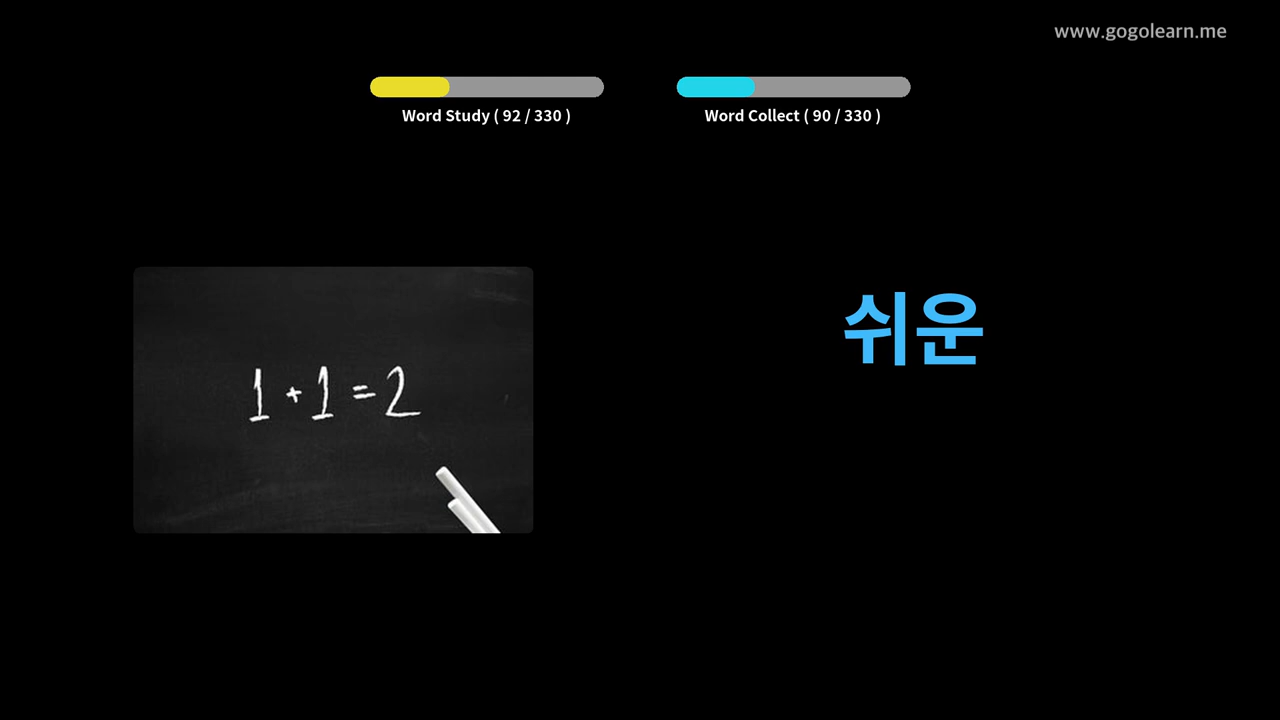 www.gogolearn.me
Word Study ( 92 / 330 )
Word Collect ( 90 / 330 )
쉬운
1 + 1 = 2